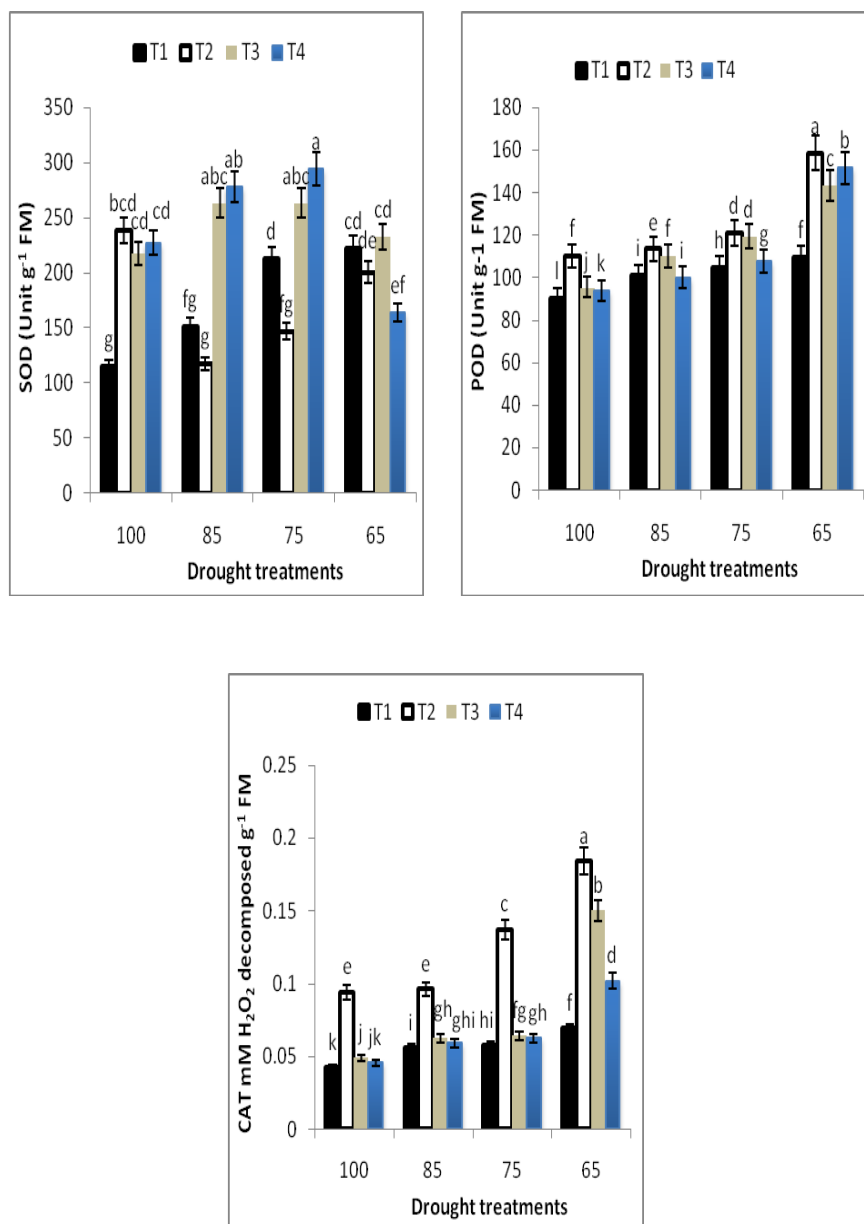 T1 T2 T3 T4
350
300
250
200
150
100
50
0
SOD (Unit g⁻¹ FM)
g bcd cd cd
fg g abc ab
d fg abc a
cd de cd ef
100 85 75 65
Drought treatments
T1 T2 T3 T4
180
160
140
120
100
80
60
40
20
0
POD (Unit g-1 FM)
l f j k
i e f i
h d d g
f a c b
100 85 75 65
Drought treatments
T1 T2 T3 T4
0.25
0.2
0.15
0.1
0.05
0
CAT mM H₂O₂ decomposed g⁻¹ FM
k e j jk
i e gh ghi
hi c fg gh
f a b d
100 85 75 65
Drought treatments